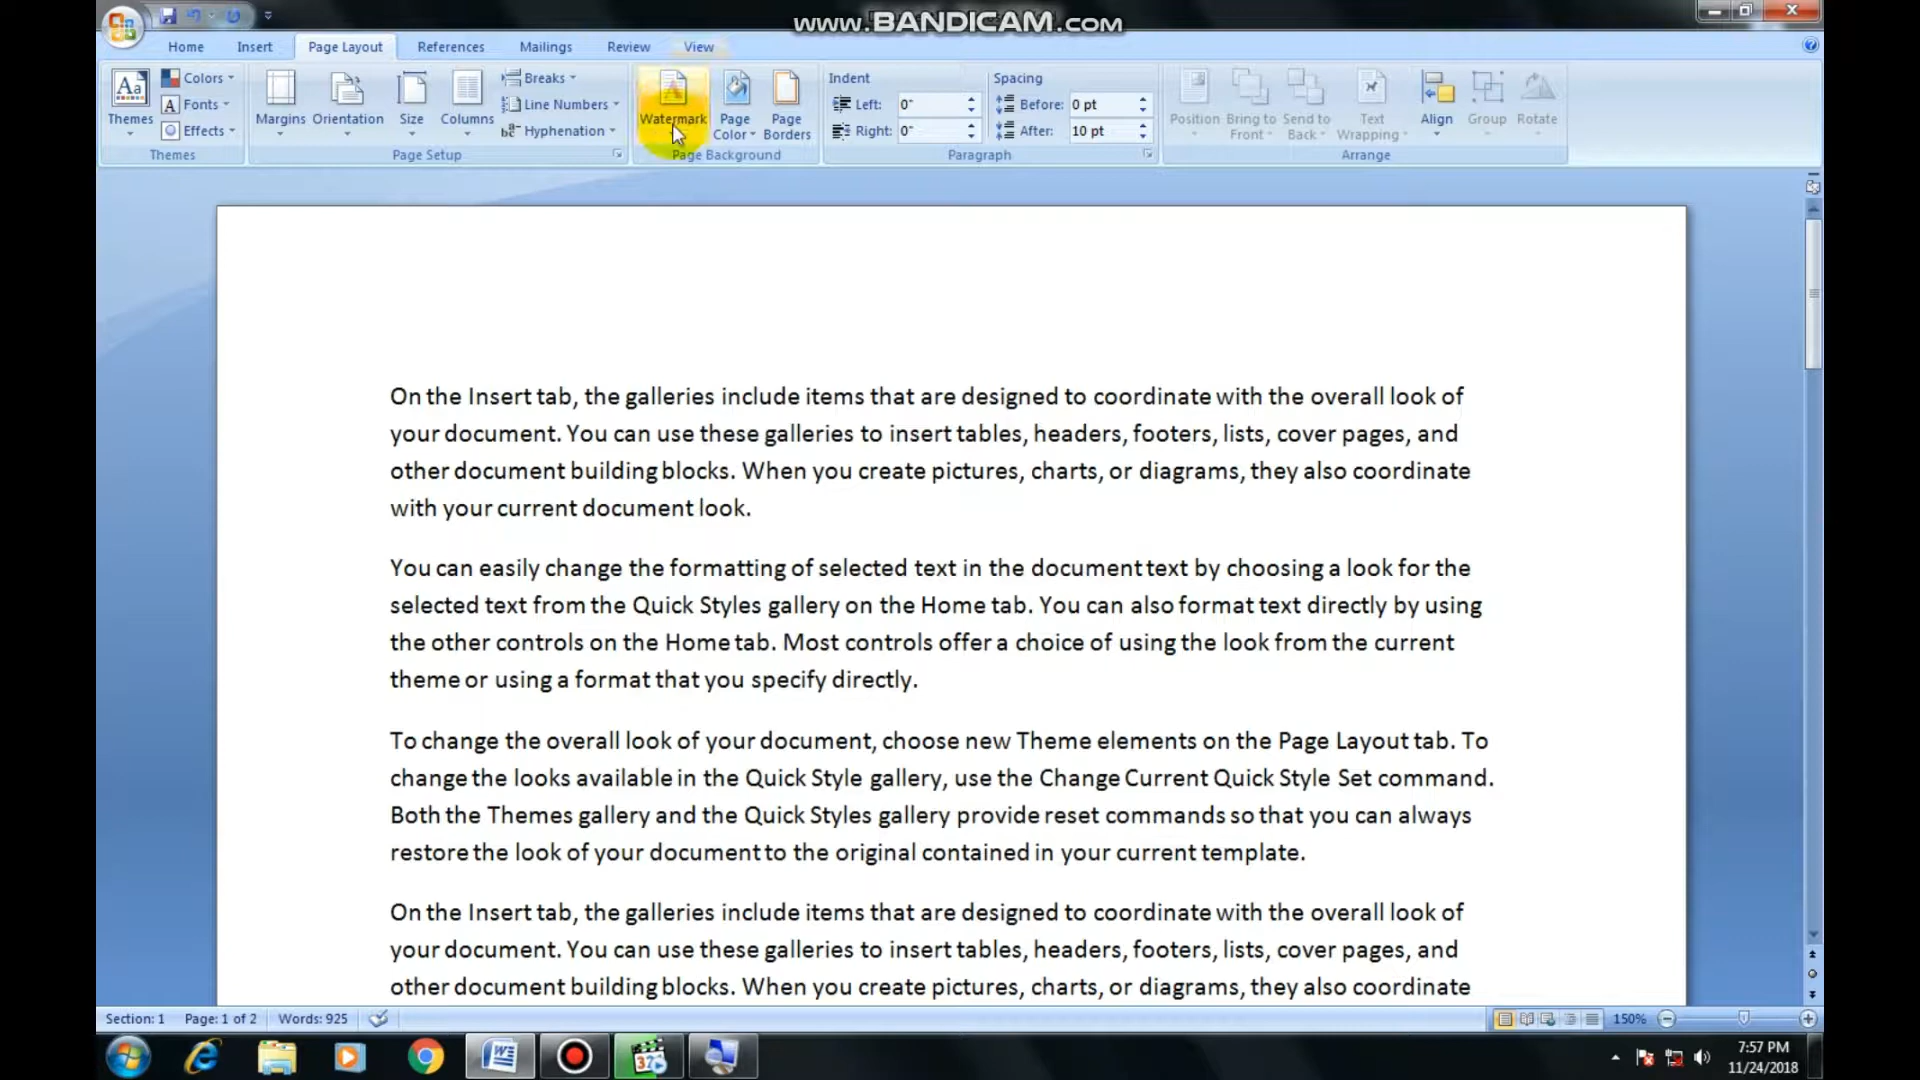 www.BANDICAM.com
Home Insert Page Layout References Mailings Review View
Themes Colors Fonts Effects
Themes
Margins Orientation Size Columns Breaks Line Numbers Hyphenation
Page Setup
Watermark Page Color Page Borders
Page Background
Indent Spacing
Left: 0" Before: 0 pt
Right: 0" After: 10 pt
Paragraph
Position Bring to Front Send to Back Text Wrapping Align Group Rotate
Arrange
On the Insert tab, the galleries include items that are designed to coordinate with the overall look of
your document. You can use these galleries to insert tables, headers, footers, lists, cover pages, and
other document building blocks. When you create pictures, charts, or diagrams, they also coordinate
with your current document look.
You can easily change the formatting of selected text in the document text by choosing a look for the
selected text from the Quick Styles gallery on the Home tab. You can also format text directly by using
the other controls on the Home tab. Most controls offer a choice of using the look from the current
theme or using a format that you specify directly.
To change the overall look of your document, choose new Theme elements on the Page Layout tab. To
change the looks available in the Quick Style gallery, use the Change Current Quick Style Set command.
Both the Themes gallery and the Quick Styles gallery provide reset commands so that you can always
restore the look of your document to the original contained in your current template.
On the Insert tab, the galleries include items that are designed to coordinate with the overall look of
your document. You can use these galleries to insert tables, headers, footers, lists, cover pages, and
other document building blocks. When you create pictures, charts, or diagrams, they also coordinate
Section: 1 Page: 1 of 2 Words: 925 150%
7:57 PM
11/24/2018